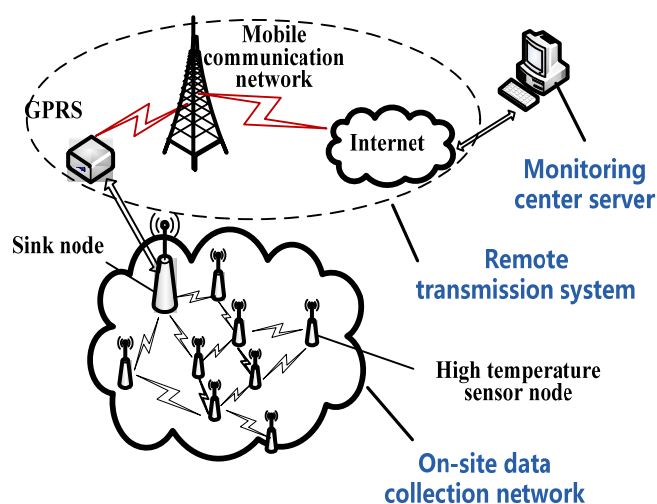 Mobile
communication
network
GPRS
Internet
Monitoring
center server
Sink node
Remote
transmission system
High temperature
sensor node
On-site data
collection network